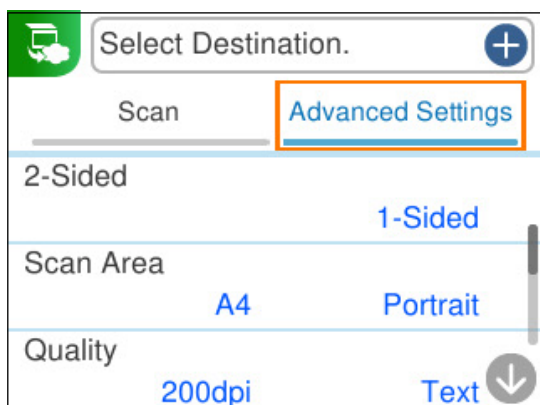 Select Destination.
Scan Advanced Settings
2-Sided
1-Sided
Scan Area
A4 Portrait
Quality
200dpi Text